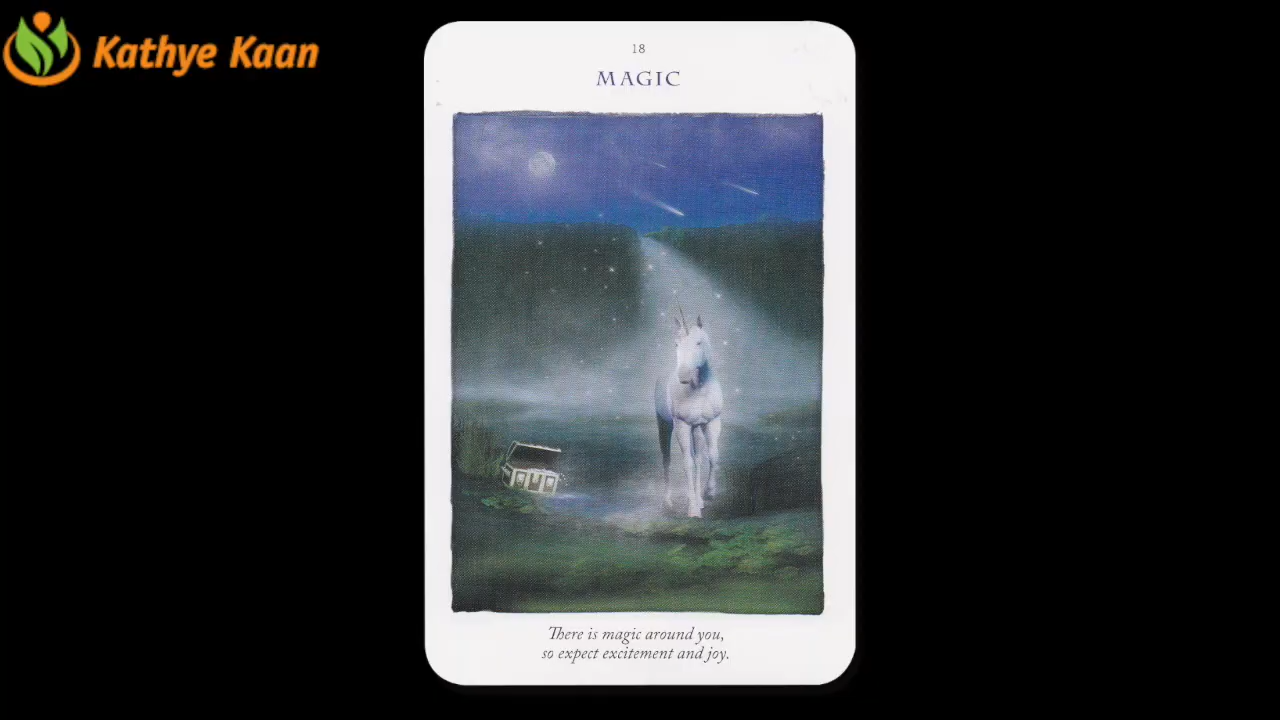 Kathye Kaan
18
MAGIC
There is magic around you,
so expect excitement and joy.